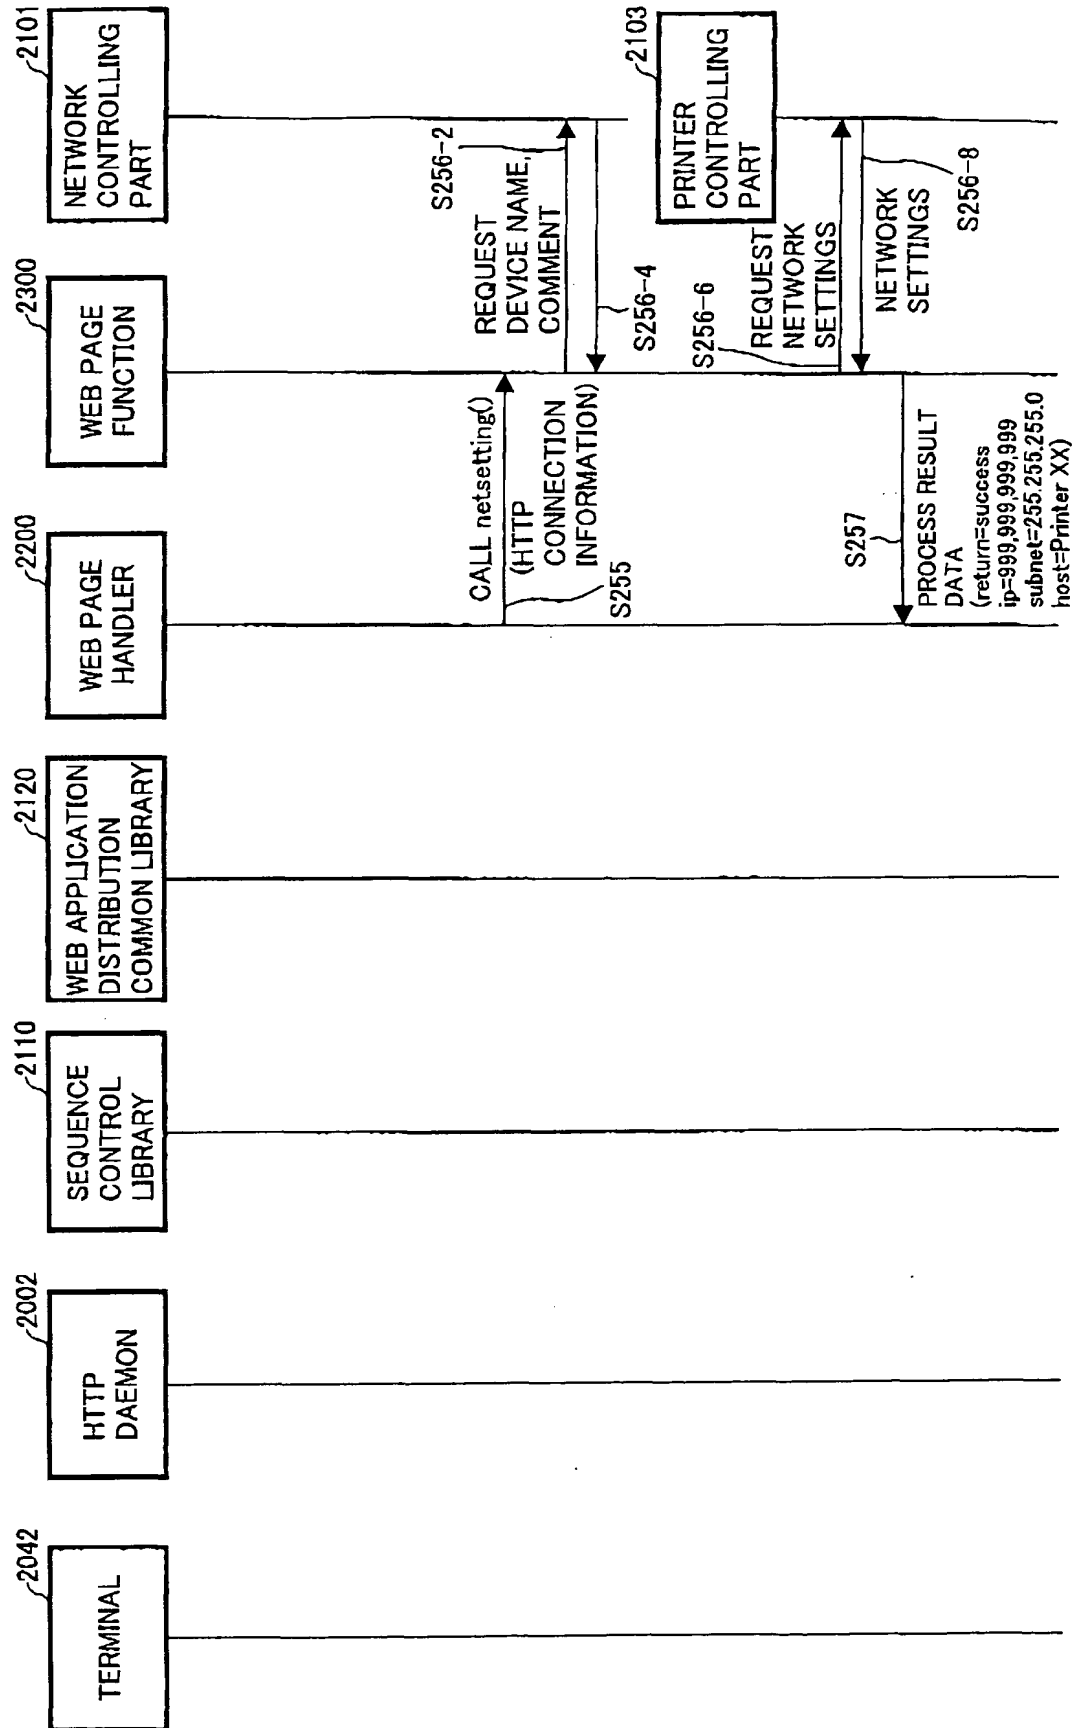 2042
TERMINAL
2002
HTTP
DAEMON
2110
SEQUENCE
CONTROL
LIBRARY
2120
WEB APPLICATION
DISTRIBUTION
COMMON LIBRARY
2200
WEB PAGE
HANDLER
2300
WEB PAGE
FUNCTION
2101
NETWORK
CONTROLLING
PART
CALL netsetting()
(HTTP
CONNECTION
INFORMATION)
S255
S256-2
REQUEST
DEVICE NAME,
COMMENT
S256-4
2103
PRINTER
CONTROLLING
PART
S256-6
REQUEST
NETWORK
SETTINGS
S256-8
NETWORK
SETTINGS
S257
PROCESS RESULT
DATA
(return=success
ip=999,999,999,999
subnet=255.255.255.0
host=Printer XX)